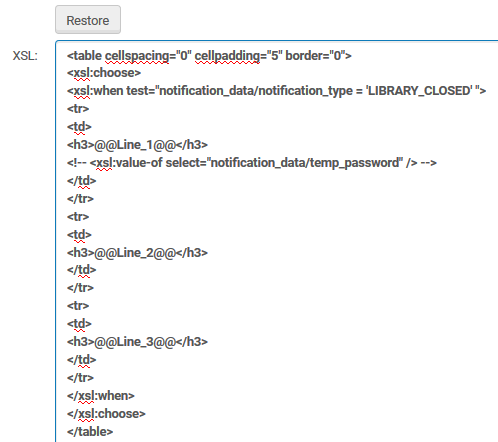 Restore
XSL:
<table cellspacing="0" cellpadding="5" border="0">
<xsl:choose>
<xsl:when test="notification_data/notification_type = 'LIBRARY_CLOSED' ">
<tr>
<td>
<h3>@@Line_1@@</h3>
<!-- <xsl:value-of select="notification_data/temp_password" /> -->
</td>
</tr>
<tr>
<td>
<h3>@@Line_2@@</h3>
</td>
</tr>
<tr>
<td>
<h3>@@Line_3@@</h3>
</td>
</tr>
</xsl:when>
</xsl:choose>
</table>